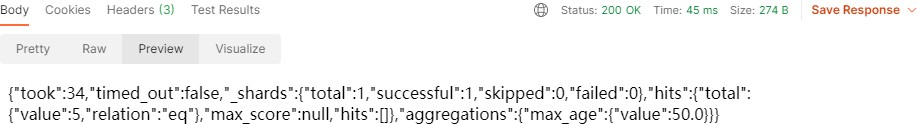 Body Cookies Headers (3) Test Results Status: 200 OK Time: 45 ms Size: 274 B Save Response
Pretty Raw Preview Visualize
{"took":34,"timed_out":false,"_shards":{"total":1,"successful":1,"skipped":0,"failed":0},"hits":{"total":
{"value":5,"relation":"eq"},"max_score":null,"hits":[]},"aggregations":{"max_age":{"value":50.0}}}